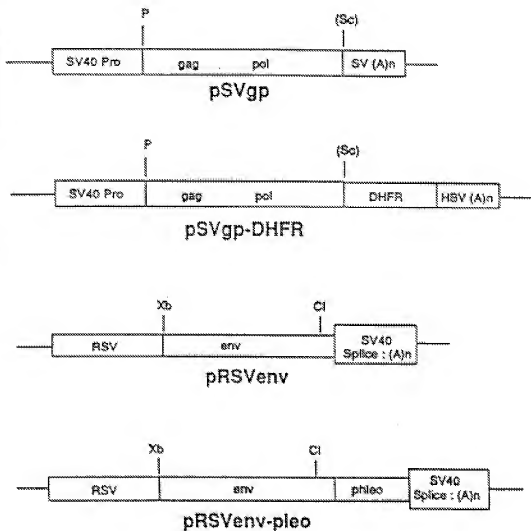 P (Sc)
SV40 Pro gag pol SV (A)n
pSVgp
P (Sc)
SV40 Pro gag pol DHFR HSV (A)n
pSVgp-DHFR
Xb Cl
RSV env SV40
Splice : (A)n
pRSVenv
Xb Cl
RSV env phleo SV40
Splice : (A)n
pRSVenv-pleo